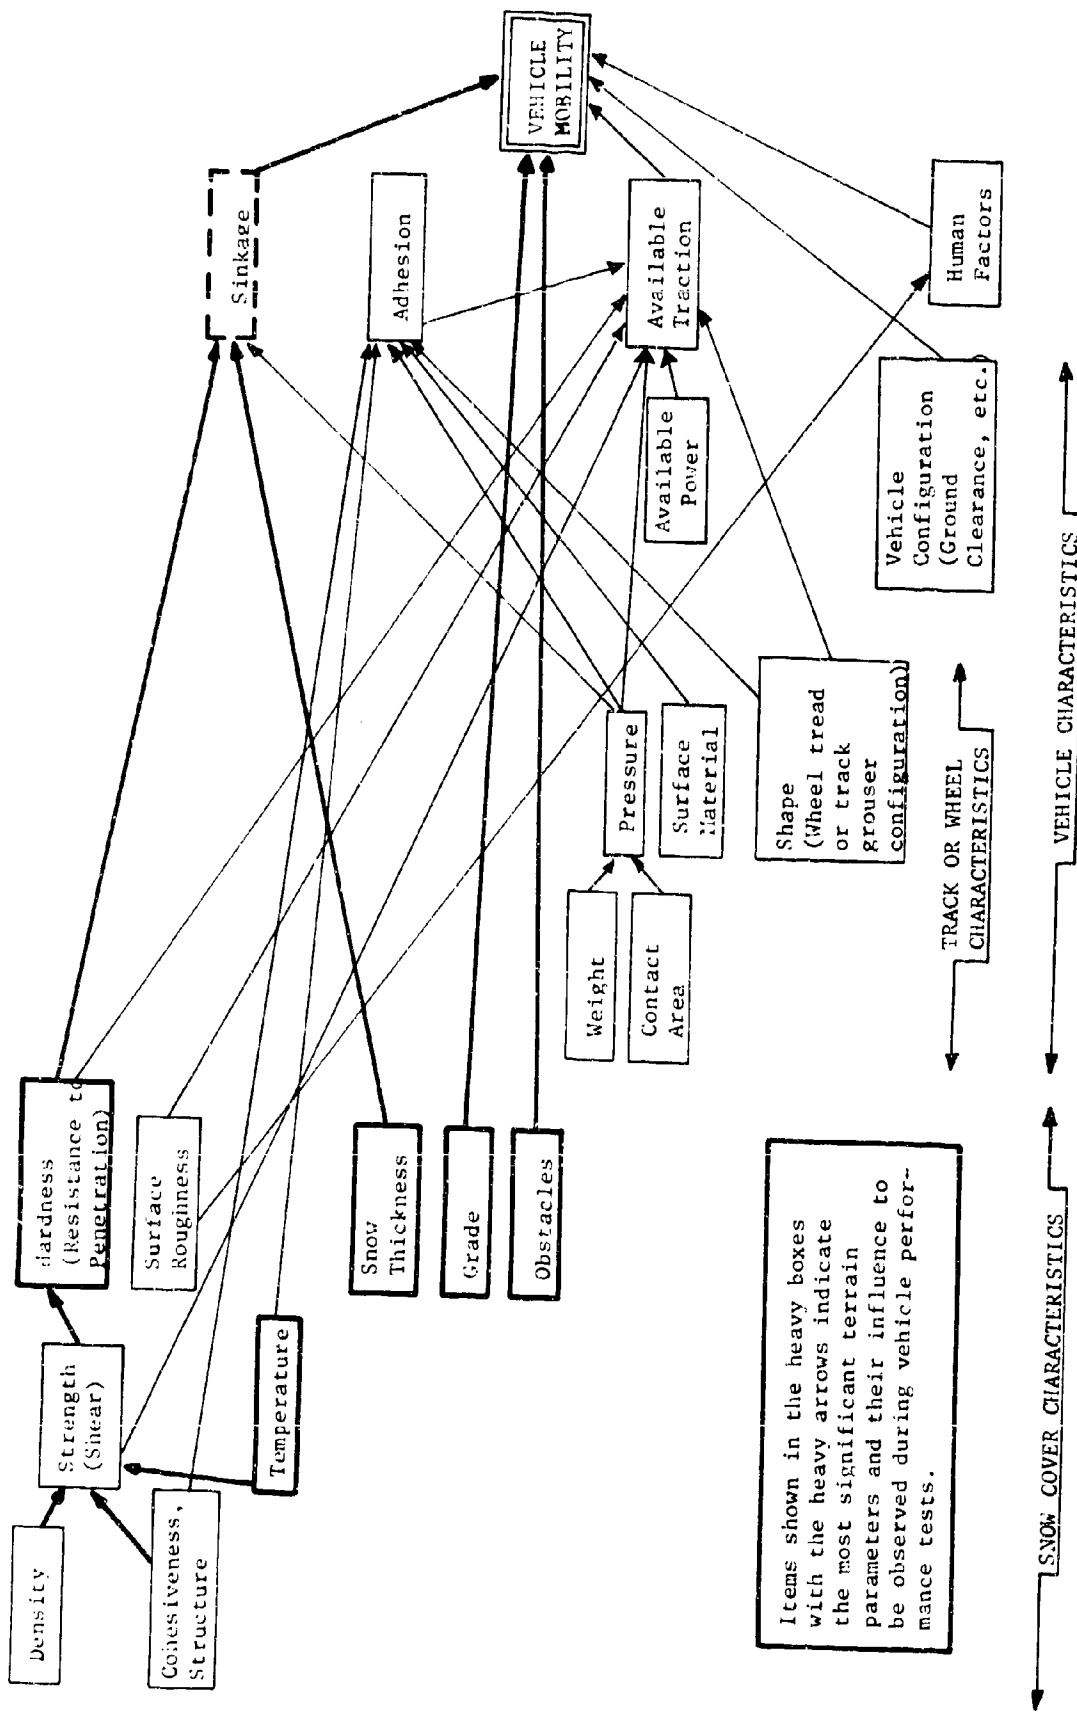 Density
Cohesiveness,
Structure
Strength
(Shear)
Temperature
Hardness
(Resistance to
Penetration)
Surface
Roughness
Snow
Thickness
Grade
Obstacles
Weight
Contact
Area
Pressure
Surface
Material
Shape
(Wheel tread
or track
grouser
configuration)
Available
Power
Vehicle
Configuration
(Ground
Clearance, etc.)
Sinkage
Adhesion
Available
Traction
Human
Factors
VEHICLE
MOBILITY
Items shown in the heavy boxes
with the heavy arrows indicate
the most significant terrain
parameters and their influence to
be observed during vehicle perfor-
mance tests.
TRACK OR WHEEL
CHARACTERISTICS
SNOW COVER CHARACTERISTICS
VEHICLE CHARACTERISTICS